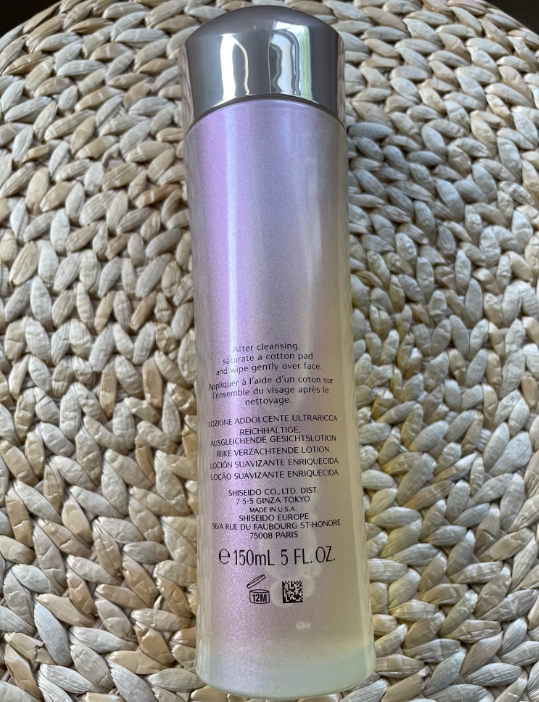 After cleansing,
saturate a cotton pad
and wipe gently over face.
Appliquer à l'aide d'un coton sur
l'ensemble du visage après le
nettoyage.
LOZIONE ADDOLCENTE ULTRARICCA
REICHHALTIGE,
AUSGLEICHENDE GESICHTSLOTION
RIJKE VERZACHTENDE LOTION
LOCIÓN SUAVIZANTE ENRIQUECIDA
LOÇÃO SUAVIZANTE ENRIQUECIDA
SHISEIDO CO.,LTD. DIST.
7-5-5 GINZA TOKYO
MADE IN U.S.A.
SHISEIDO EUROPE
56/A RUE DU FAUBOURG ST-HONORE
75008 PARIS
℮150mL 5 FL. OZ.
12M